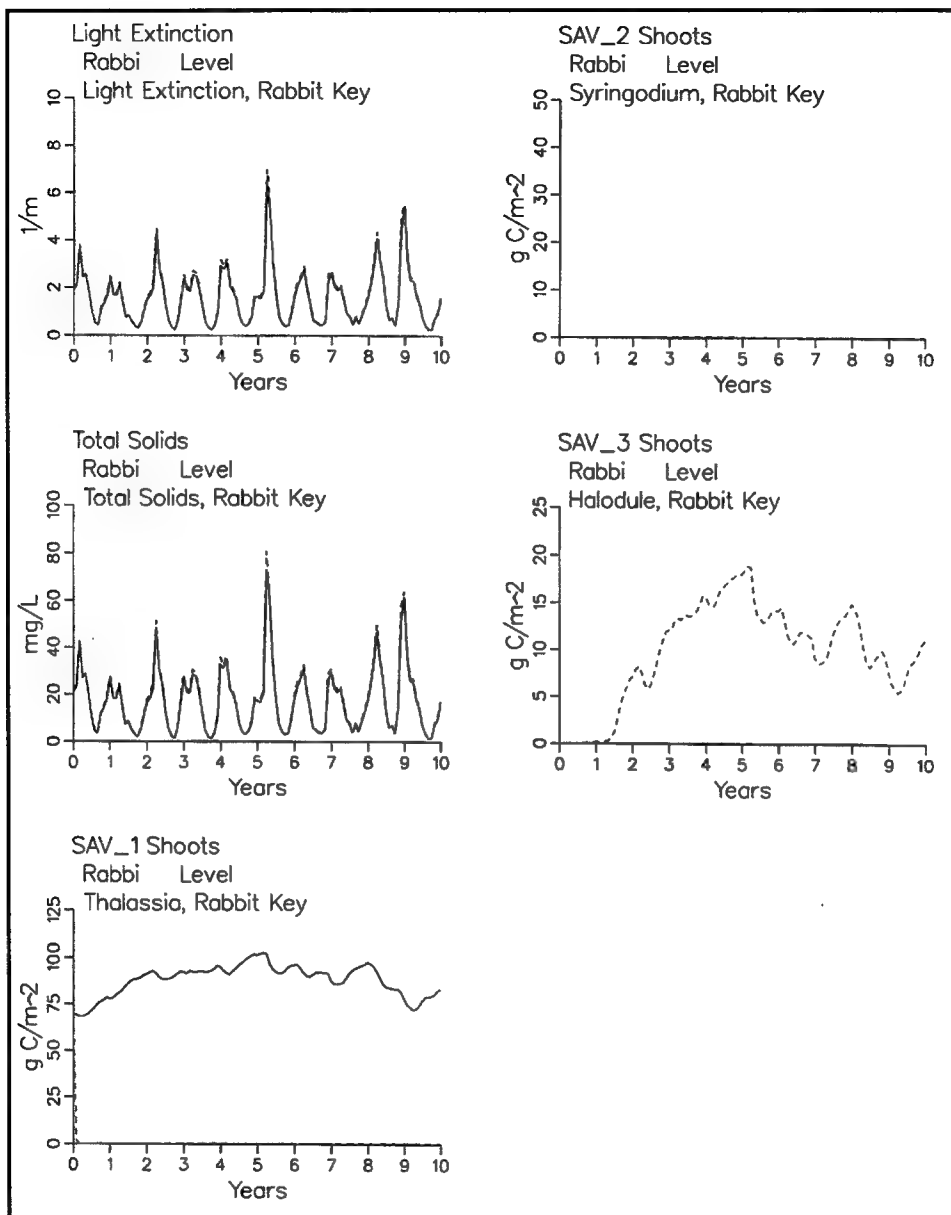 Light Extinction
Rabbi Level
Light Extinction, Rabbit Key
10
8
6
4
2
0
1/m
0 1 2 3 4 5 6 7 8 9 10
Years
SAV_2 Shoots
Rabbi Level
Syringodium, Rabbit Key
50
40
30
20
10
0
g C/m~2
0 1 2 3 4 5 6 7 8 9 10
Years
Total Solids
Rabbi Level
Total Solids, Rabbit Key
100
80
60
40
20
0
mg/L
0 1 2 3 4 5 6 7 8 9 10
Years
SAV_3 Shoots
Rabbi Level
Halodule, Rabbit Key
25
20
15
10
5
0
g C/m~2
0 1 2 3 4 5 6 7 8 9 10
Years
SAV_1 Shoots
Rabbi Level
Thalassia, Rabbit Key
125
100
75
50
25
0
g C/m~2
0 1 2 3 4 5 6 7 8 9 10
Years